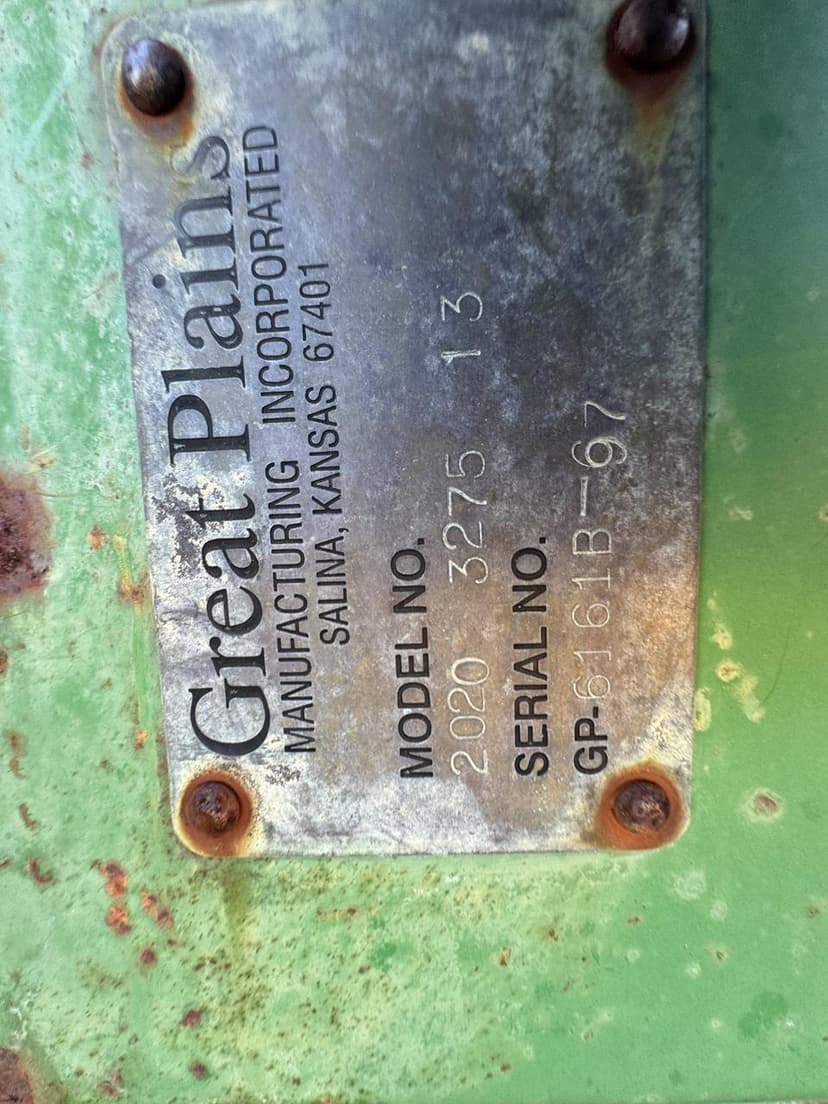 Great Plains
MANUFACTURING INCORPORATED
SALINA, KANSAS 67401
MODEL NO.
2020 3275 13
SERIAL NO.
GP-6161B-97